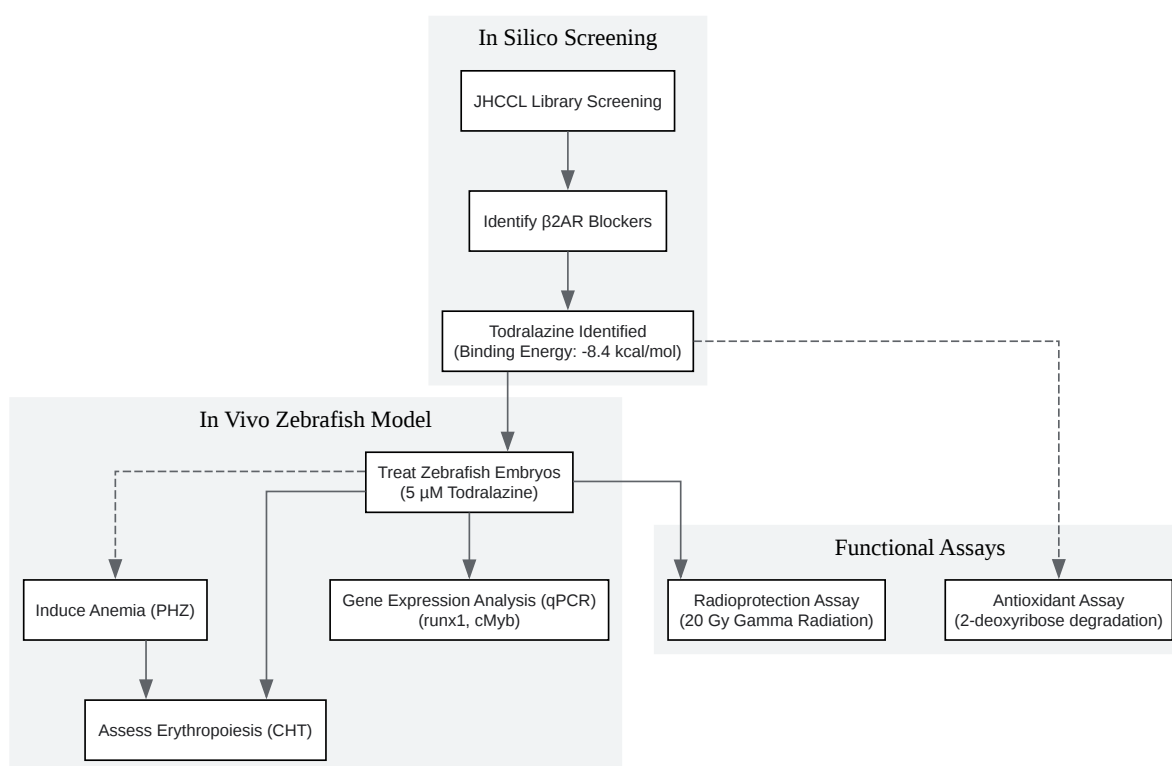 In Silico Screening
JHCCL Library Screening
Identify β2AR Blockers
Todralazine Identified
(Binding Energy: -8.4 kcal/mol)
In Vivo Zebrafish Model
Treat Zebrafish Embryos
(5 µM Todralazine)
Functional Assays
Induce Anemia (PHZ)
Gene Expression Analysis (qPCR)
(runx1, cMyb)
Radioprotection Assay
(20 Gy Gamma Radiation)
Antioxidant Assay
(2-deoxyribose degradation)
Assess Erythropoiesis (CHT)